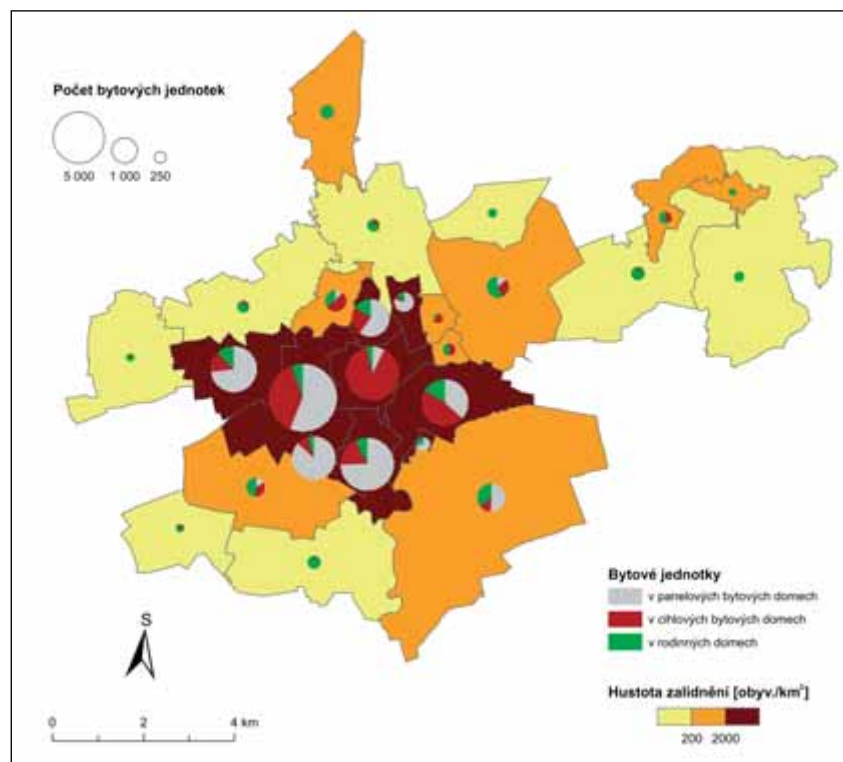 Počet bytových jednotek
5 000 1 000 250
Bytové jednotky
v panelových bytových domech
v cihlových bytových domech
v rodinných domech
S
Hustota zalidnění [obyv./km²]
200 2000
0 2 4 km